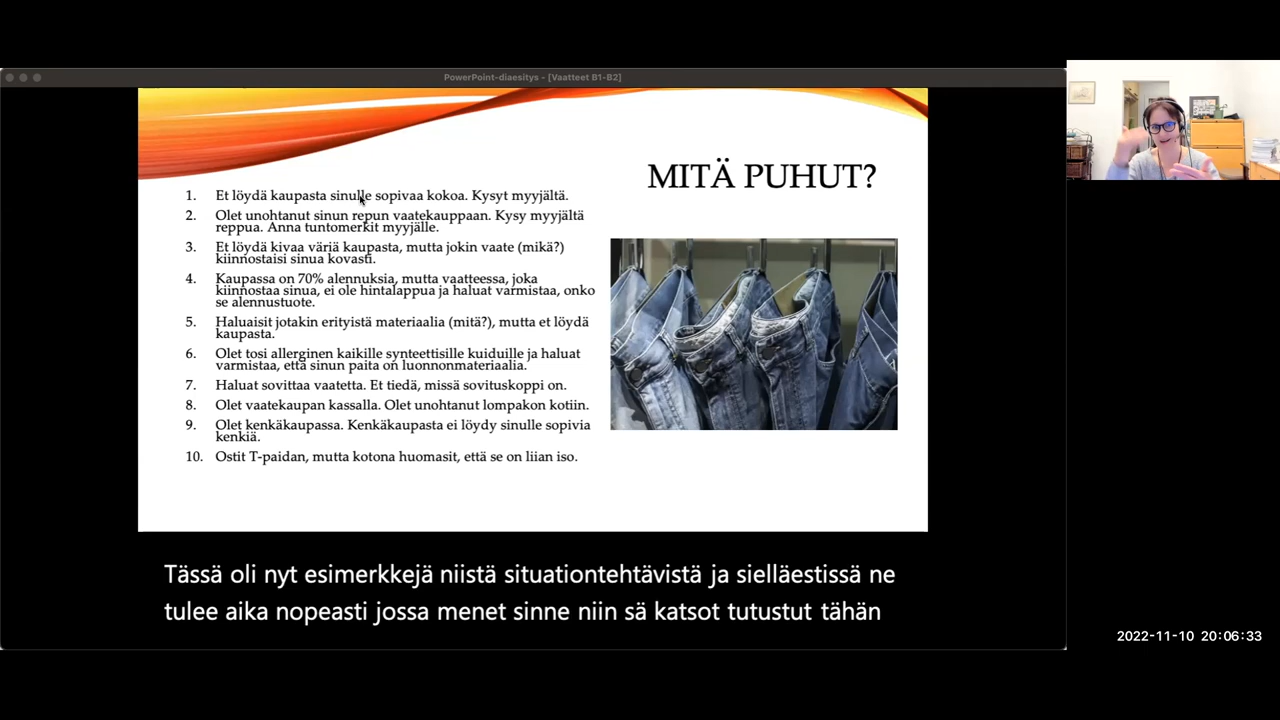 PowerPoint-diaesitys - [Vaatteet B1-B2]
MITÄ PUHUT?
1. Et löydä kaupasta sinulle sopivaa kokoa. Kysyt myyjältä.
2. Olet unohtanut sinun repun vaatekauppaan. Kysy myyjältä
reppua. Anna tuntomerkit myyjälle.
3. Et löydä kivaa väriä kaupasta, mutta jokin vaate (mikä?)
kiinnostaisi sinua kovasti.
4. Kaupassa on 70% alennuksia, mutta vaatteessa, joka
kiinnostaa sinua, ei ole hintalappua ja haluat varmistaa, onko
se alennustuote.
5. Haluaisit jotakin erityistä materiaalia (mitä?), mutta et löydä
kaupasta.
6. Olet tosi allerginen kaikille synteettisille kuiduille ja haluat
varmistaa, että sinun paita on luonnonmateriaalia.
7. Haluat sovittaa vaatetta. Et tiedä, missä sovituskoppi on.
8. Olet vaatekaupan kassalla. Olet unohtanut lompakon kotiin.
9. Olet kenkäkaupassa. Kenkäkaupasta ei löydy sinulle sopivia
kenkiä.
10. Ostit T-paidan, mutta kotona huomasit, että se on liian iso.
Tässä oli nyt esimerkkejä niistä situationtehtävistä ja sielläestissä ne
tulee aika nopeasti jossa menet sinne niin sä katsot tutustut tähän
2022-11-10 20:06:33